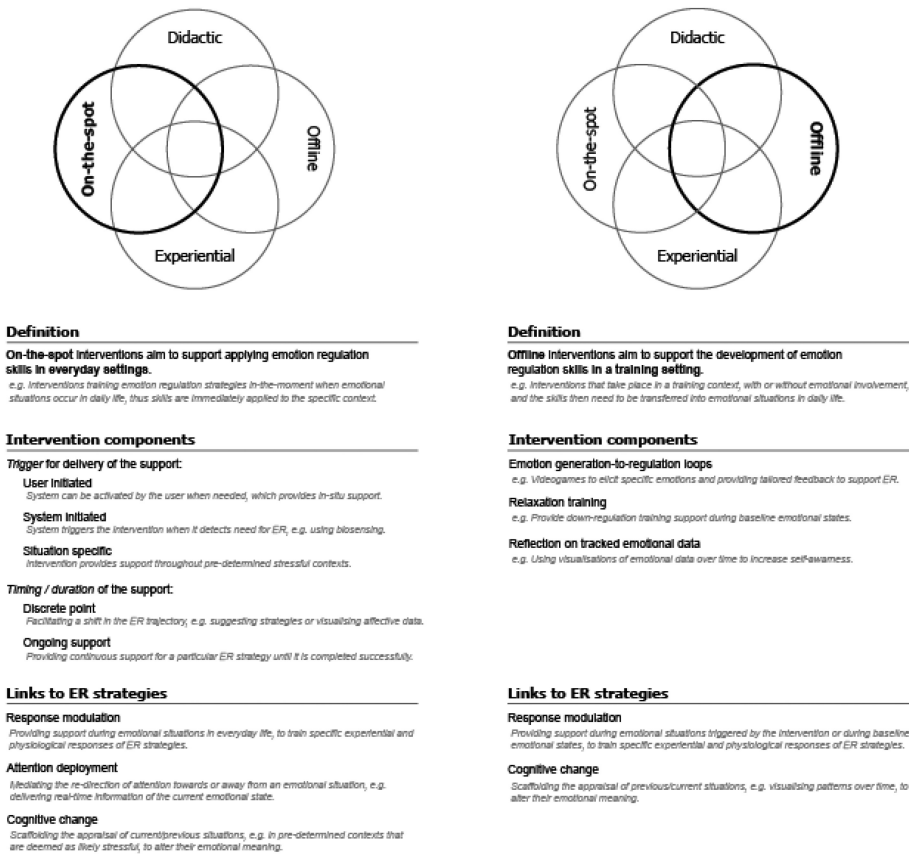 Didactic
On-the-spot
Offline
Experiential
Definition
On-the-spot interventions aim to support applying emotion regulation
skills in everyday settings.
e.g. Interventions training emotion regulation strategies in-the-moment when emotional
situations occur in daily life, thus skills are immediately applied to the specific context.
Intervention components
Trigger for delivery of the support:
User initiated
System can be activated by the user when needed, which provides in-situ support.
System initiated
System triggers the intervention when it detects need for ER, e.g. using biosensing.
Situation specific
Intervention provides support throughout pre-determined stressful contexts.
Timing / duration of the support:
Discrete point
Facilitating a shift in the ER trajectory, e.g. suggesting strategies or visualising affective data.
Ongoing support
Providing continuous support for a particular ER strategy until it is completed successfully.
Links to ER strategies
Response modulation
Providing support during emotional situations in everyday life, to train specific experiential and
physiological responses of ER strategies.
Attention deployment
Mediating the re-direction of attention towards or away from an emotional situation, e.g.
delivering real-time information of the current emotional state.
Cognitive change
Scaffolding the appraisal of current/previous situations, e.g. in pre-determined contexts that
are deemed as likely stressful, to alter their emotional meaning.
Didactic
On-the-spot
Offline
Experiential
Definition
Offline interventions aim to support the development of emotion
regulation skills in a training setting.
e.g. Interventions that take place in a training context, with or without emotional involvement,
and the skills then need to be transferred into emotional situations in daily life.
Intervention components
Emotion generation-to-regulation loops
e.g. Videogames to elicit specific emotions and providing tailored feedback to support ER.
Relaxation training
e.g. Provide down-regulation training support during baseline emotional states.
Reflection on tracked emotional data
e.g. Using visualisations of emotional data over time to increase self-awarness.
Links to ER strategies
Response modulation
Providing support during emotional situations triggered by the intervention or during baseline
emotional states, to train specific experiential and physiological responses of ER strategies.
Cognitive change
Scaffolding the appraisal of previous/current situations, e.g. visualising patterns over time, to
alter their emotional meaning.